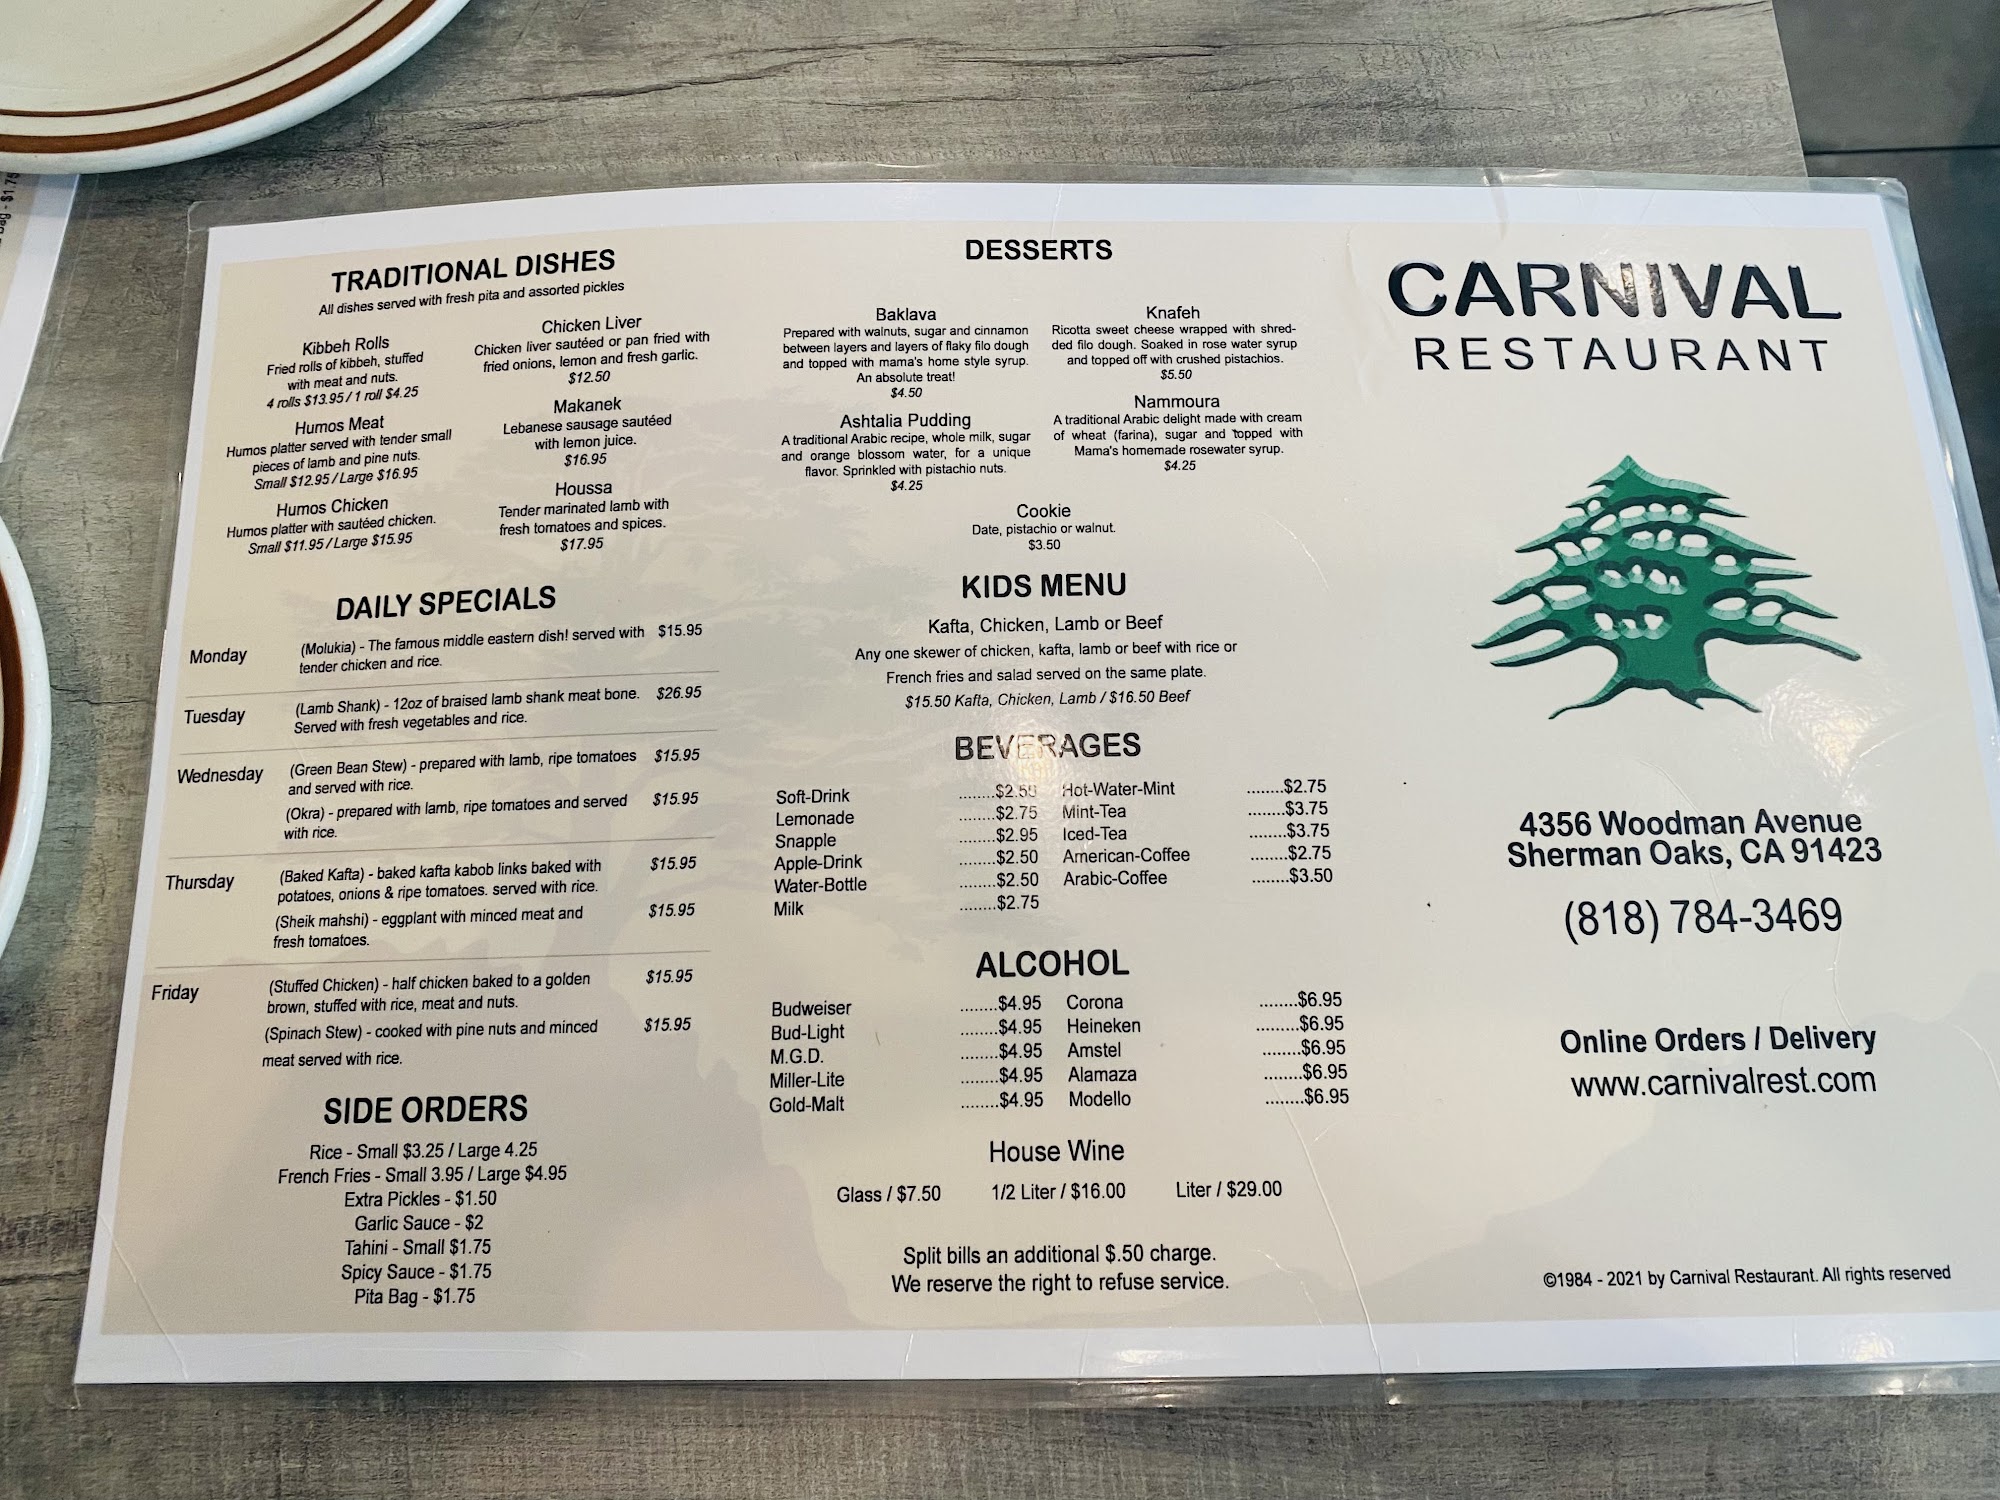 TRADITIONAL DISHES
All dishes served with fresh pita and assorted pickles
Kibbeh Rolls
Fried rolls of kibbeh, stuffed
with meat and nuts.
4 rolls $13.95 / 1 roll $4.25
Humos Meat
Humos platter served with tender small
pieces of lamb and pine nuts.
Small $12.95 / Large $16.95
Humos Chicken
Humos platter with sautéed chicken.
Small $11.95 / Large $15.95
Chicken Liver
Chicken liver sautéed or pan fried with
fried onions, lemon and fresh garlic.
$12.50
Makanek
Lebanese sausage sautéed
with lemon juice.
$16.95
Houssa
Tender marinated lamb with
fresh tomatoes and spices.
$17.95
DAILY SPECIALS
Monday
(Molukia) - The famous middle eastern dish! served with $15.95
tender chicken and rice.
Tuesday
(Lamb Shank) - 12oz of braised lamb shank meat bone. $26.95
Served with fresh vegetables and rice.
Wednesday
(Green Bean Stew) - prepared with lamb, ripe tomatoes $15.95
and served with rice.
(Okra) - prepared with lamb, ripe tomatoes and served $15.95
with rice.
Thursday
(Baked Kafta) - baked kafta kabob links baked with $15.95
potatoes, onions & ripe tomatoes. served with rice.
(Sheik mahshi) - eggplant with minced meat and $15.95
fresh tomatoes.
Friday
(Stuffed Chicken) - half chicken baked to a golden $15.95
brown, stuffed with rice, meat and nuts.
(Spinach Stew) - cooked with pine nuts and minced $15.95
meat served with rice.
SIDE ORDERS
Rice - Small $3.25 / Large 4.25
French Fries - Small 3.95 / Large $4.95
Extra Pickles - $1.50
Garlic Sauce - $2
Tahini - Small $1.75
Spicy Sauce - $1.75
Pita Bag - $1.75
DESSERTS
Baklava
Prepared with walnuts, sugar and cinnamon
between layers and layers of flaky filo dough
and topped with mama's home style syrup.
An absolute treat!
$4.50
Ashtalia Pudding
A traditional Arabic recipe, whole milk, sugar
and orange blossom water, for a unique
flavor. Sprinkled with pistachio nuts.
$4.25
Knafeh
Ricotta sweet cheese wrapped with shred-
ded filo dough. Soaked in rose water syrup
and topped off with crushed pistachios.
$5.50
Nammoura
A traditional Arabic delight made with cream
of wheat (farina), sugar and topped with
Mama's homemade rosewater syrup.
$4.25
Cookie
Date, pistachio or walnut.
$3.50
KIDS MENU
Kafta, Chicken, Lamb or Beef
Any one skewer of chicken, kafta, lamb or beef with rice or
French fries and salad served on the same plate.
$15.50 Kafta, Chicken, Lamb / $16.50 Beef
BEVERAGES
Soft-Drink ........$2.50
Lemonade ........$2.75
Snapple ........$2.95
Apple-Drink ........$2.50
Water-Bottle ........$2.50
Milk ........$2.75
Hot-Water-Mint ........$2.75
Mint-Tea ........$3.75
Iced-Tea ........$3.75
American-Coffee ........$2.75
Arabic-Coffee ........$3.50
ALCOHOL
Budweiser ........$4.95
Bud-Light ........$4.95
M.G.D. ........$4.95
Miller-Lite ........$4.95
Gold-Malt ........$4.95
Corona ........$6.95
Heineken .........$6.95
Amstel ........$6.95
Alamaza ........$6.95
Modello ........$6.95
House Wine
Glass / $7.50 1/2 Liter / $16.00 Liter / $29.00
Split bills an additional $.50 charge.
We reserve the right to refuse service.
CARNIVAL
RESTAURANT
4356 Woodman Avenue
Sherman Oaks, CA 91423
(818) 784-3469
Online Orders / Delivery
www.carnivalrest.com
©1984 - 2021 by Carnival Restaurant. All rights reserved
Bag - $1.75